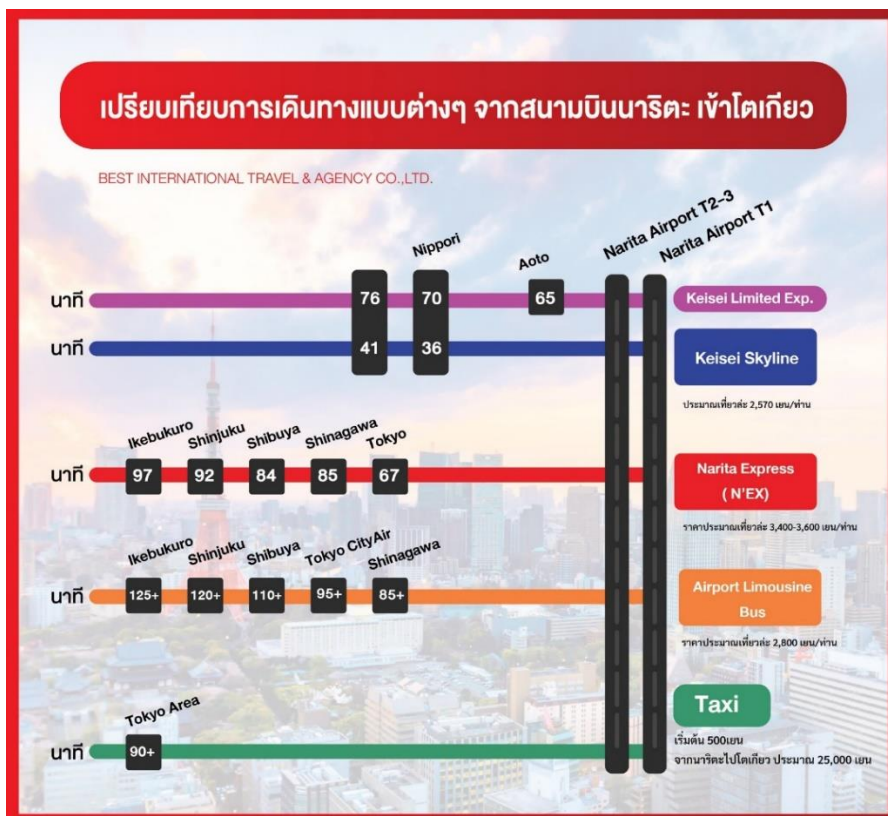 เปรียบเทียบการเดินทางแบบต่างๆ จากสนามบินนาริตะ เข้าโตเกียว
BEST INTERNATIONAL TRAVEL & AGENCY CO.,LTD.
Narita Airport T2-3
Narita Airport T1
Nippori
Aoto
นาที
76
70
65
Keisei Limited Exp.
นาที
41
36
Keisei Skyline
ประมาณเที่ยวล่ะ 2,570 เยน/ท่าน
Ikebukuro
Shinjuku
Shibuya
Shinagawa
Tokyo
นาที
97
92
84
85
67
Narita Express
( N'EX)
ราคาประมาณเที่ยวล่ะ 3,400-3,600 เยน/ท่าน
Ikebukuro
Shinjuku
Shibuya
Tokyo CityAir
Shinagawa
นาที
125+
120+
110+
95+
85+
Airport Limousine
Bus
ราคาประมาณเที่ยวล่ะ 2,800 เยน/ท่าน
Tokyo Area
นาที
90+
Taxi
เริ่มต้น 500เยน
จากนาริตะไปโตเกียว ประมาณ 25,000 เยน